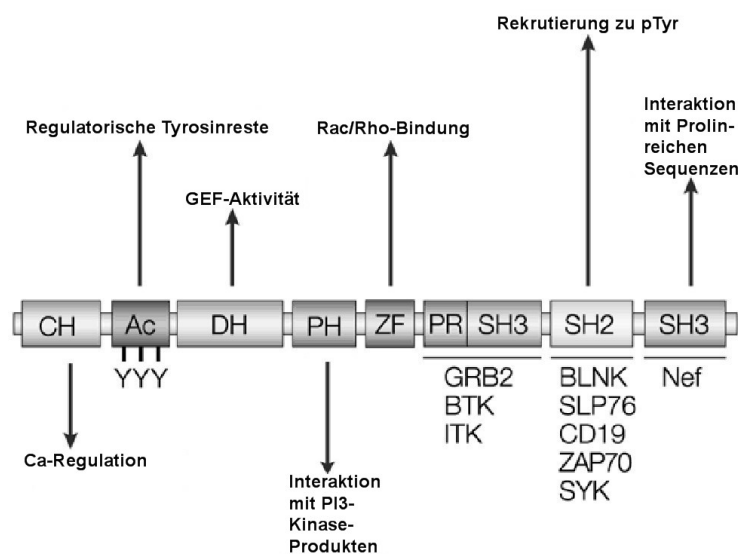 Rekrutierung zu pTyr
Interaktion
mit Prolin-
reichen
Sequenzen
Regulatorische Tyrosinreste
Rac/Rho-Bindung
GEF-Aktivität
CH Ac DH PH ZF PR SH3 SH2 SH3
YYY
GRB2
BTK
ITK
BLNK
SLP76
CD19
ZAP70
SYK
Nef
Ca-Regulation
Interaktion
mit PI3-
Kinase-
Produkten